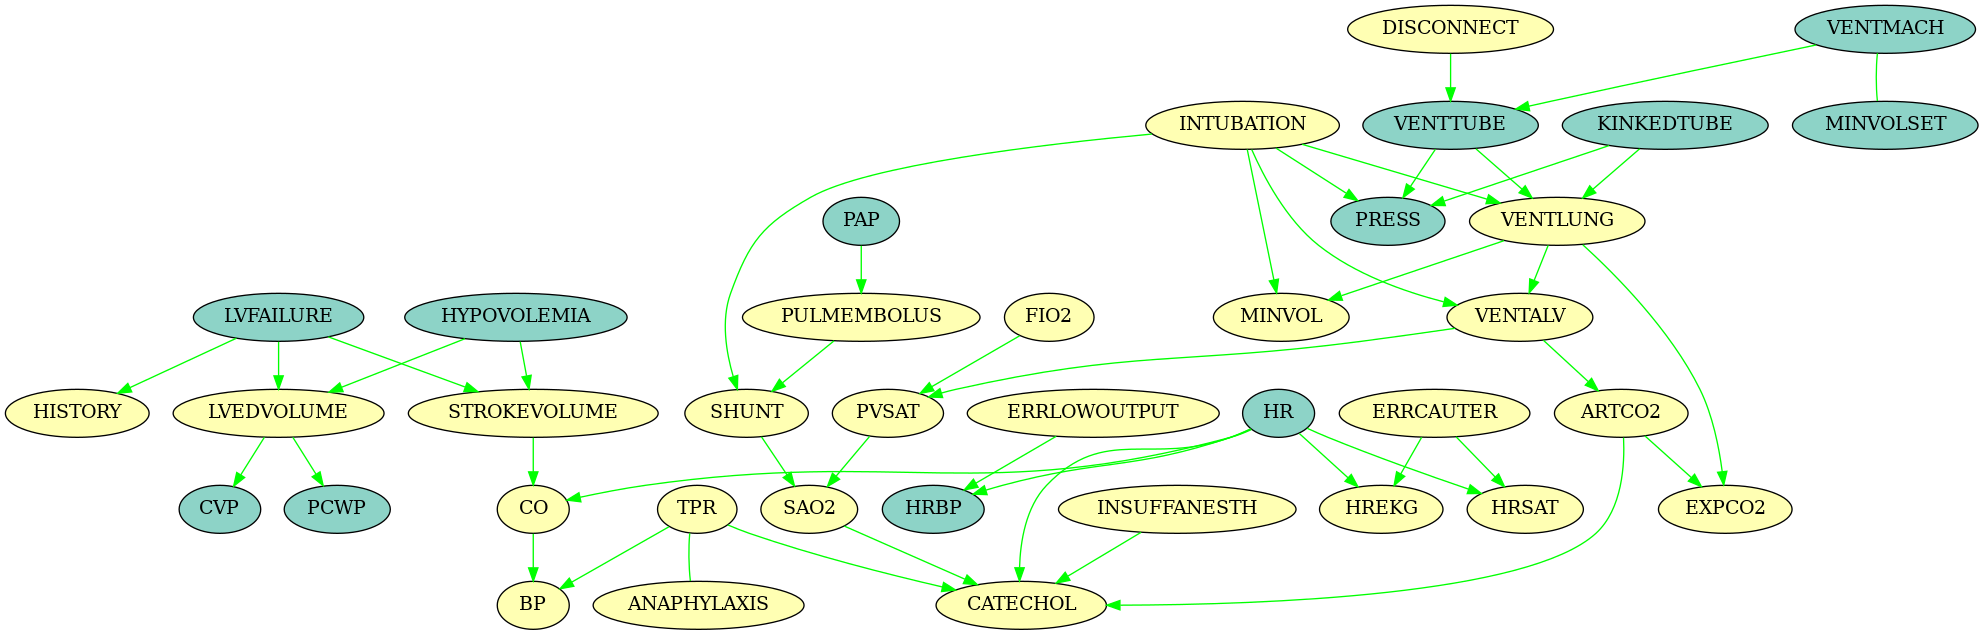 DISCONNECT
VENTMACH
INTUBATION
VENTTUBE
KINKEDTUBE
MINVOLSET
PAP
PRESS
VENTLUNG
LVFAILURE
HYPOVOLEMIA
PULMEMBOLUS
FIO2
MINVOL
VENTALV
HISTORY
LVEDVOLUME
STROKEVOLUME
SHUNT
PVSAT
ERRLOWOUTPUT
HR
ERRCAUTER
ARTCO2
CVP
PCWP
CO
TPR
SAO2
HRBP
INSUFFANESTH
HREKG
HRSAT
EXPCO2
BP
ANAPHYLAXIS
CATECHOL